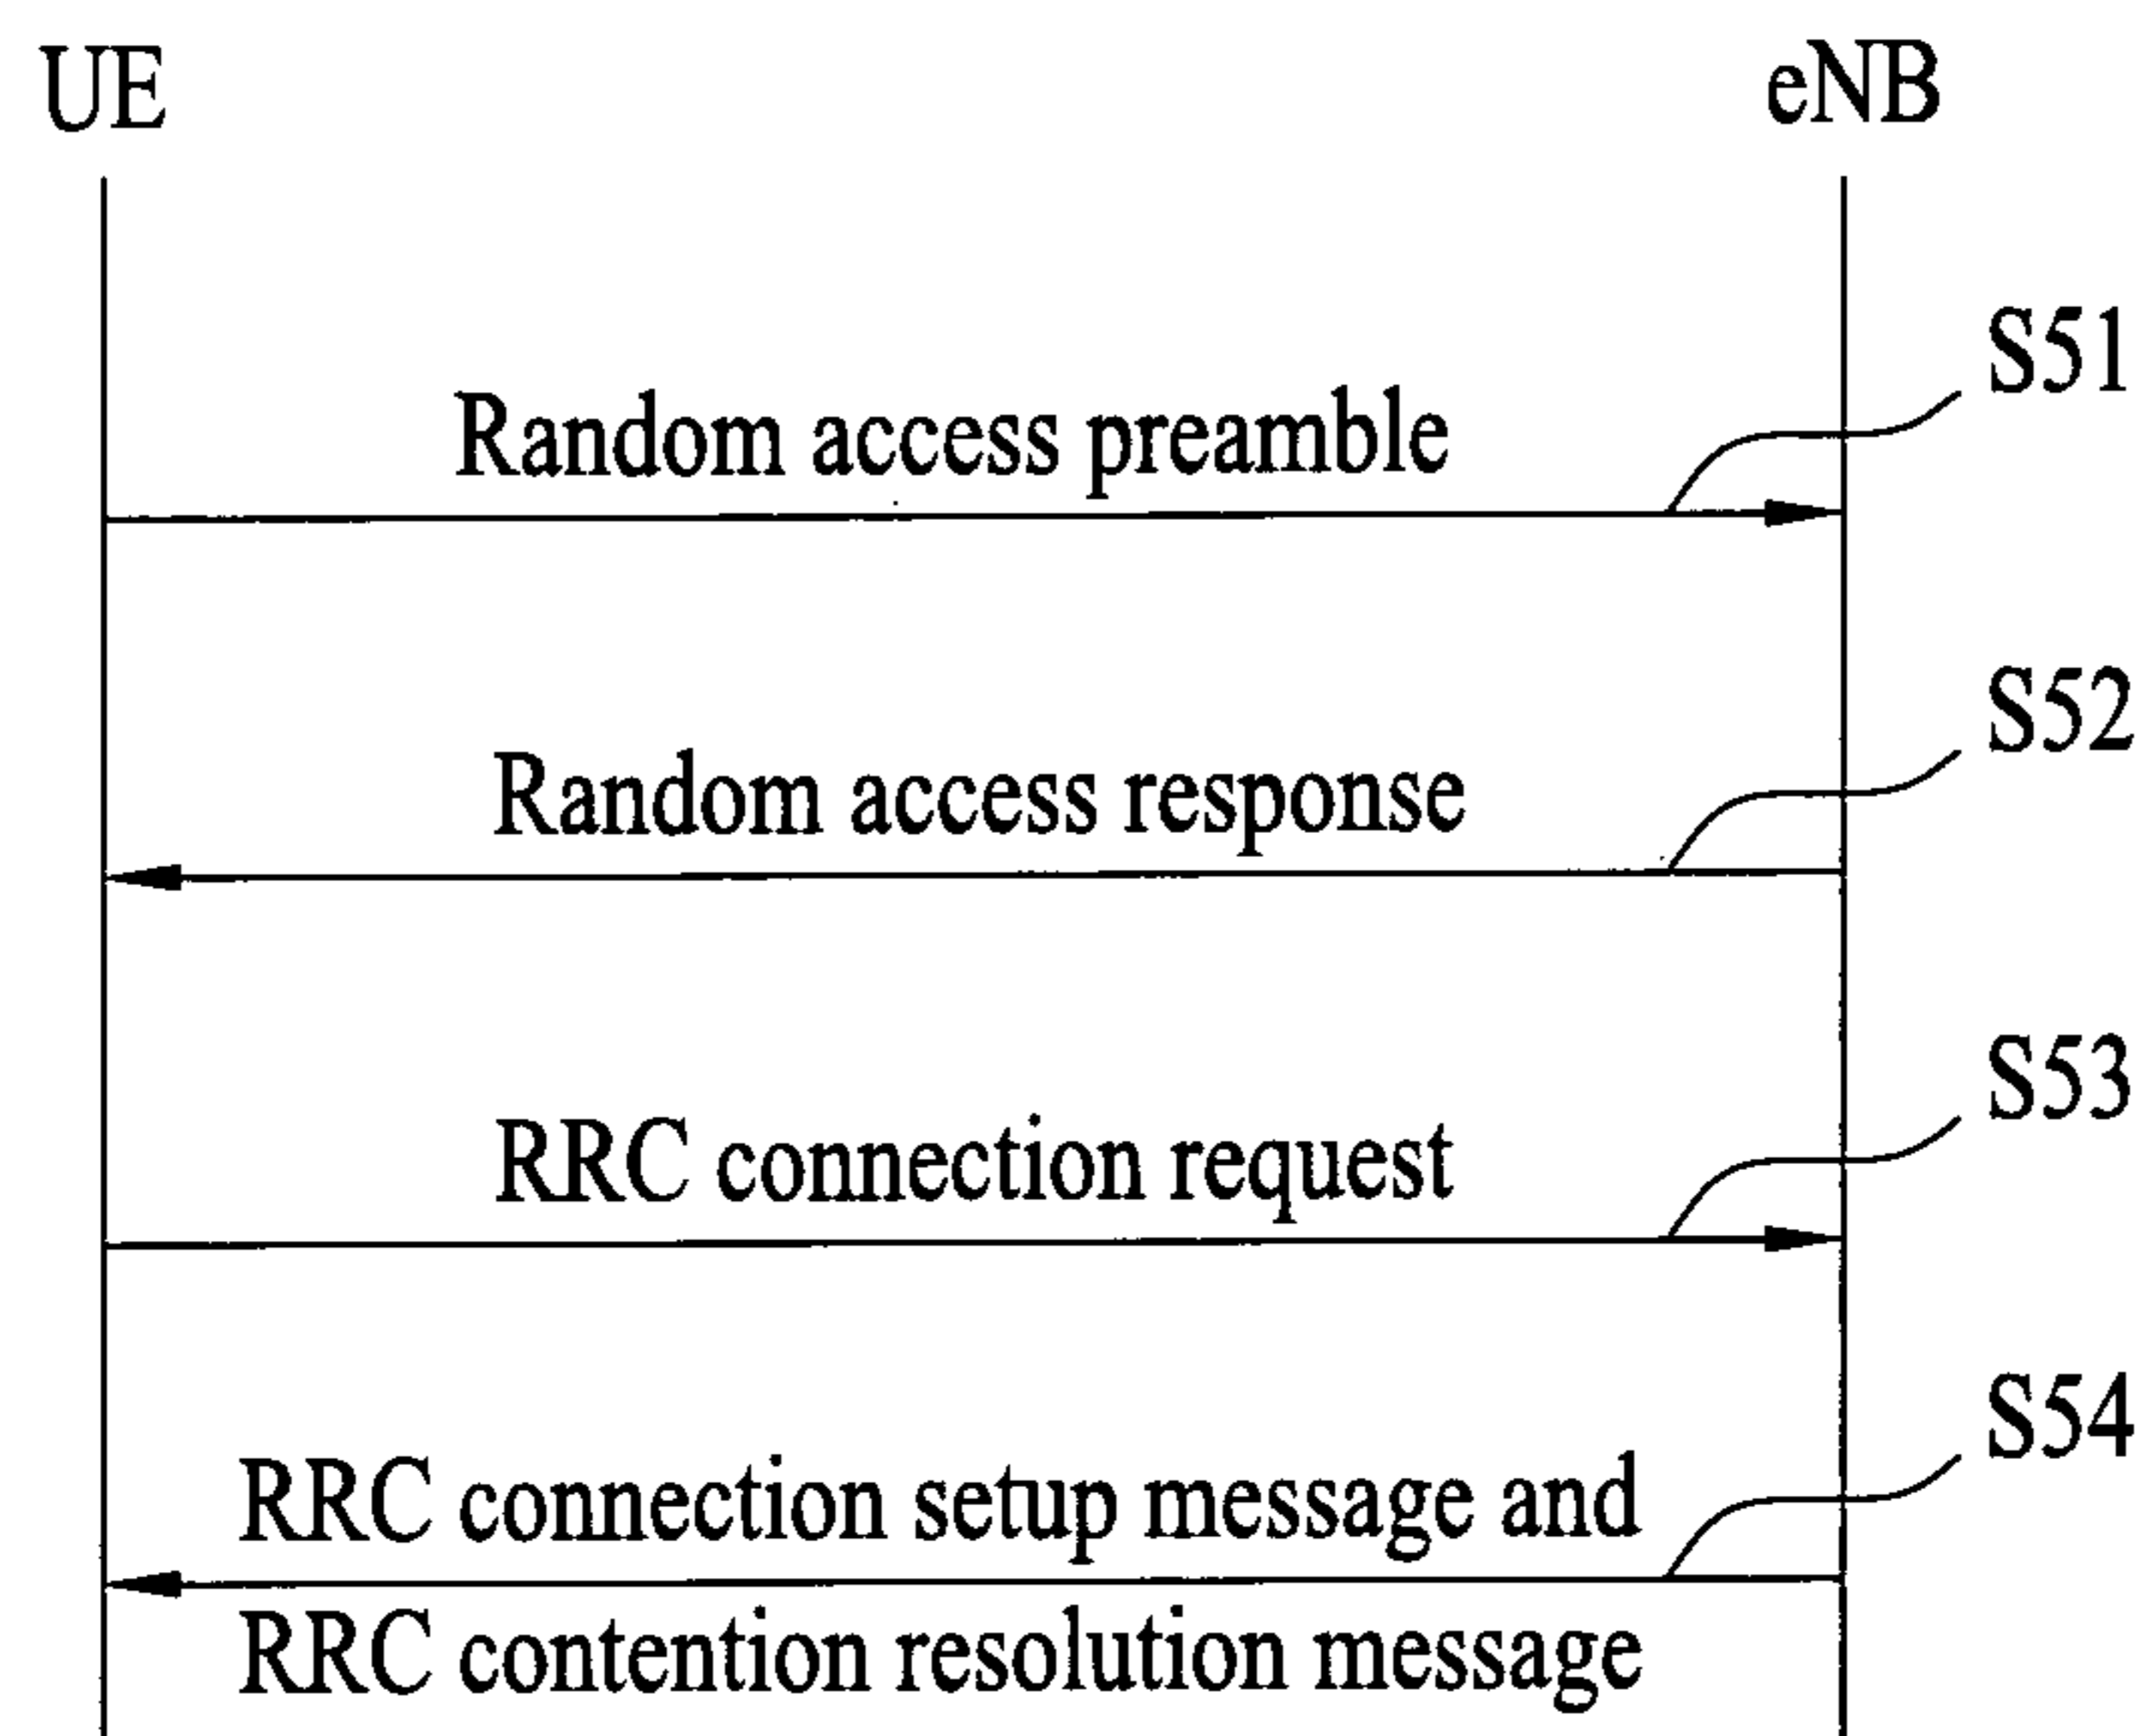 UE
eNB
S51
Random access preamble
S52
Random access response
S53
RRC connection request
S54
RRC connection setup message and
RRC contention resolution message